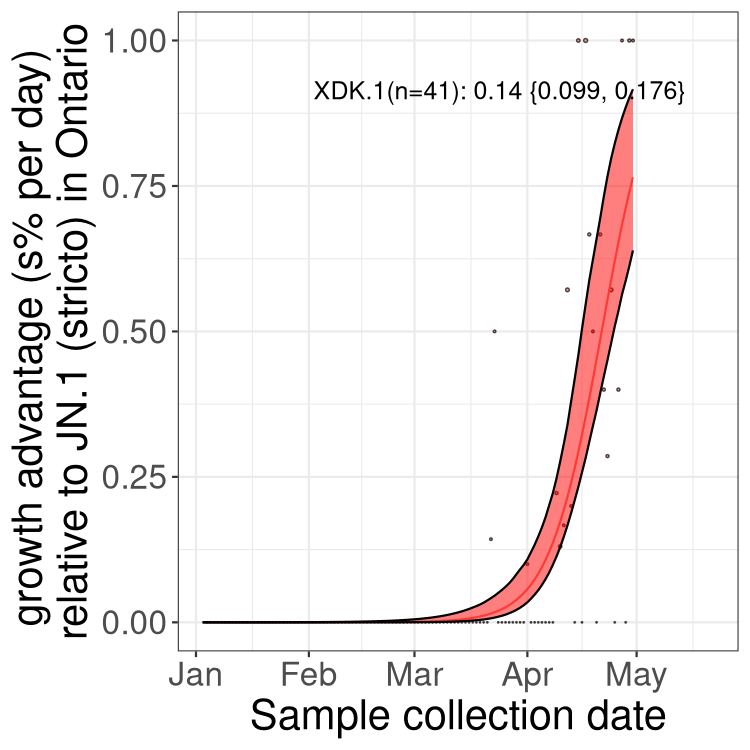 growth advantage (s% per day)
relative to JN.1 (stricto) in Ontario
1.00
0.75
0.50
0.25
0.00
XDK.1(n=41): 0.14 {0.099, 0.176}
Jan Feb Mar Apr May
Sample collection date